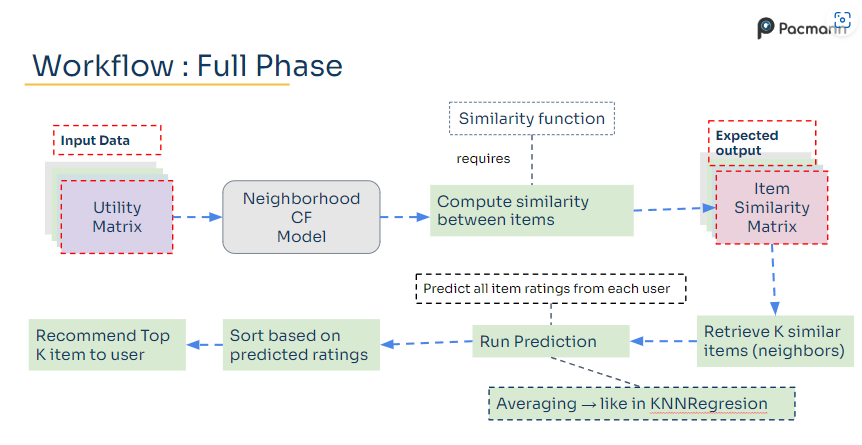 Pacmann
Workflow : Full Phase
Similarity function
Input Data
Expected
output
requires
Utility
Matrix
Neighborhood
CF
Model
Compute similarity
between items
Item
Similarity
Matrix
Predict all item ratings from each user
Recommend Top
K item to user
Sort based on
predicted ratings
Run Prediction
Retrieve K similar
items (neighbors)
Averaging → like in KNNRegresion